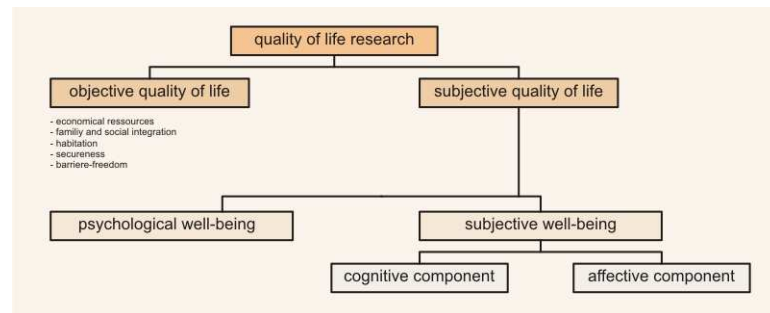 quality of life research
objective quality of life
subjective quality of life
- economical ressources
- familiy and social integration
- habitation
- secureness
- barriere-freedom
psychological well-being
subjective well-being
cognitive component
affective component